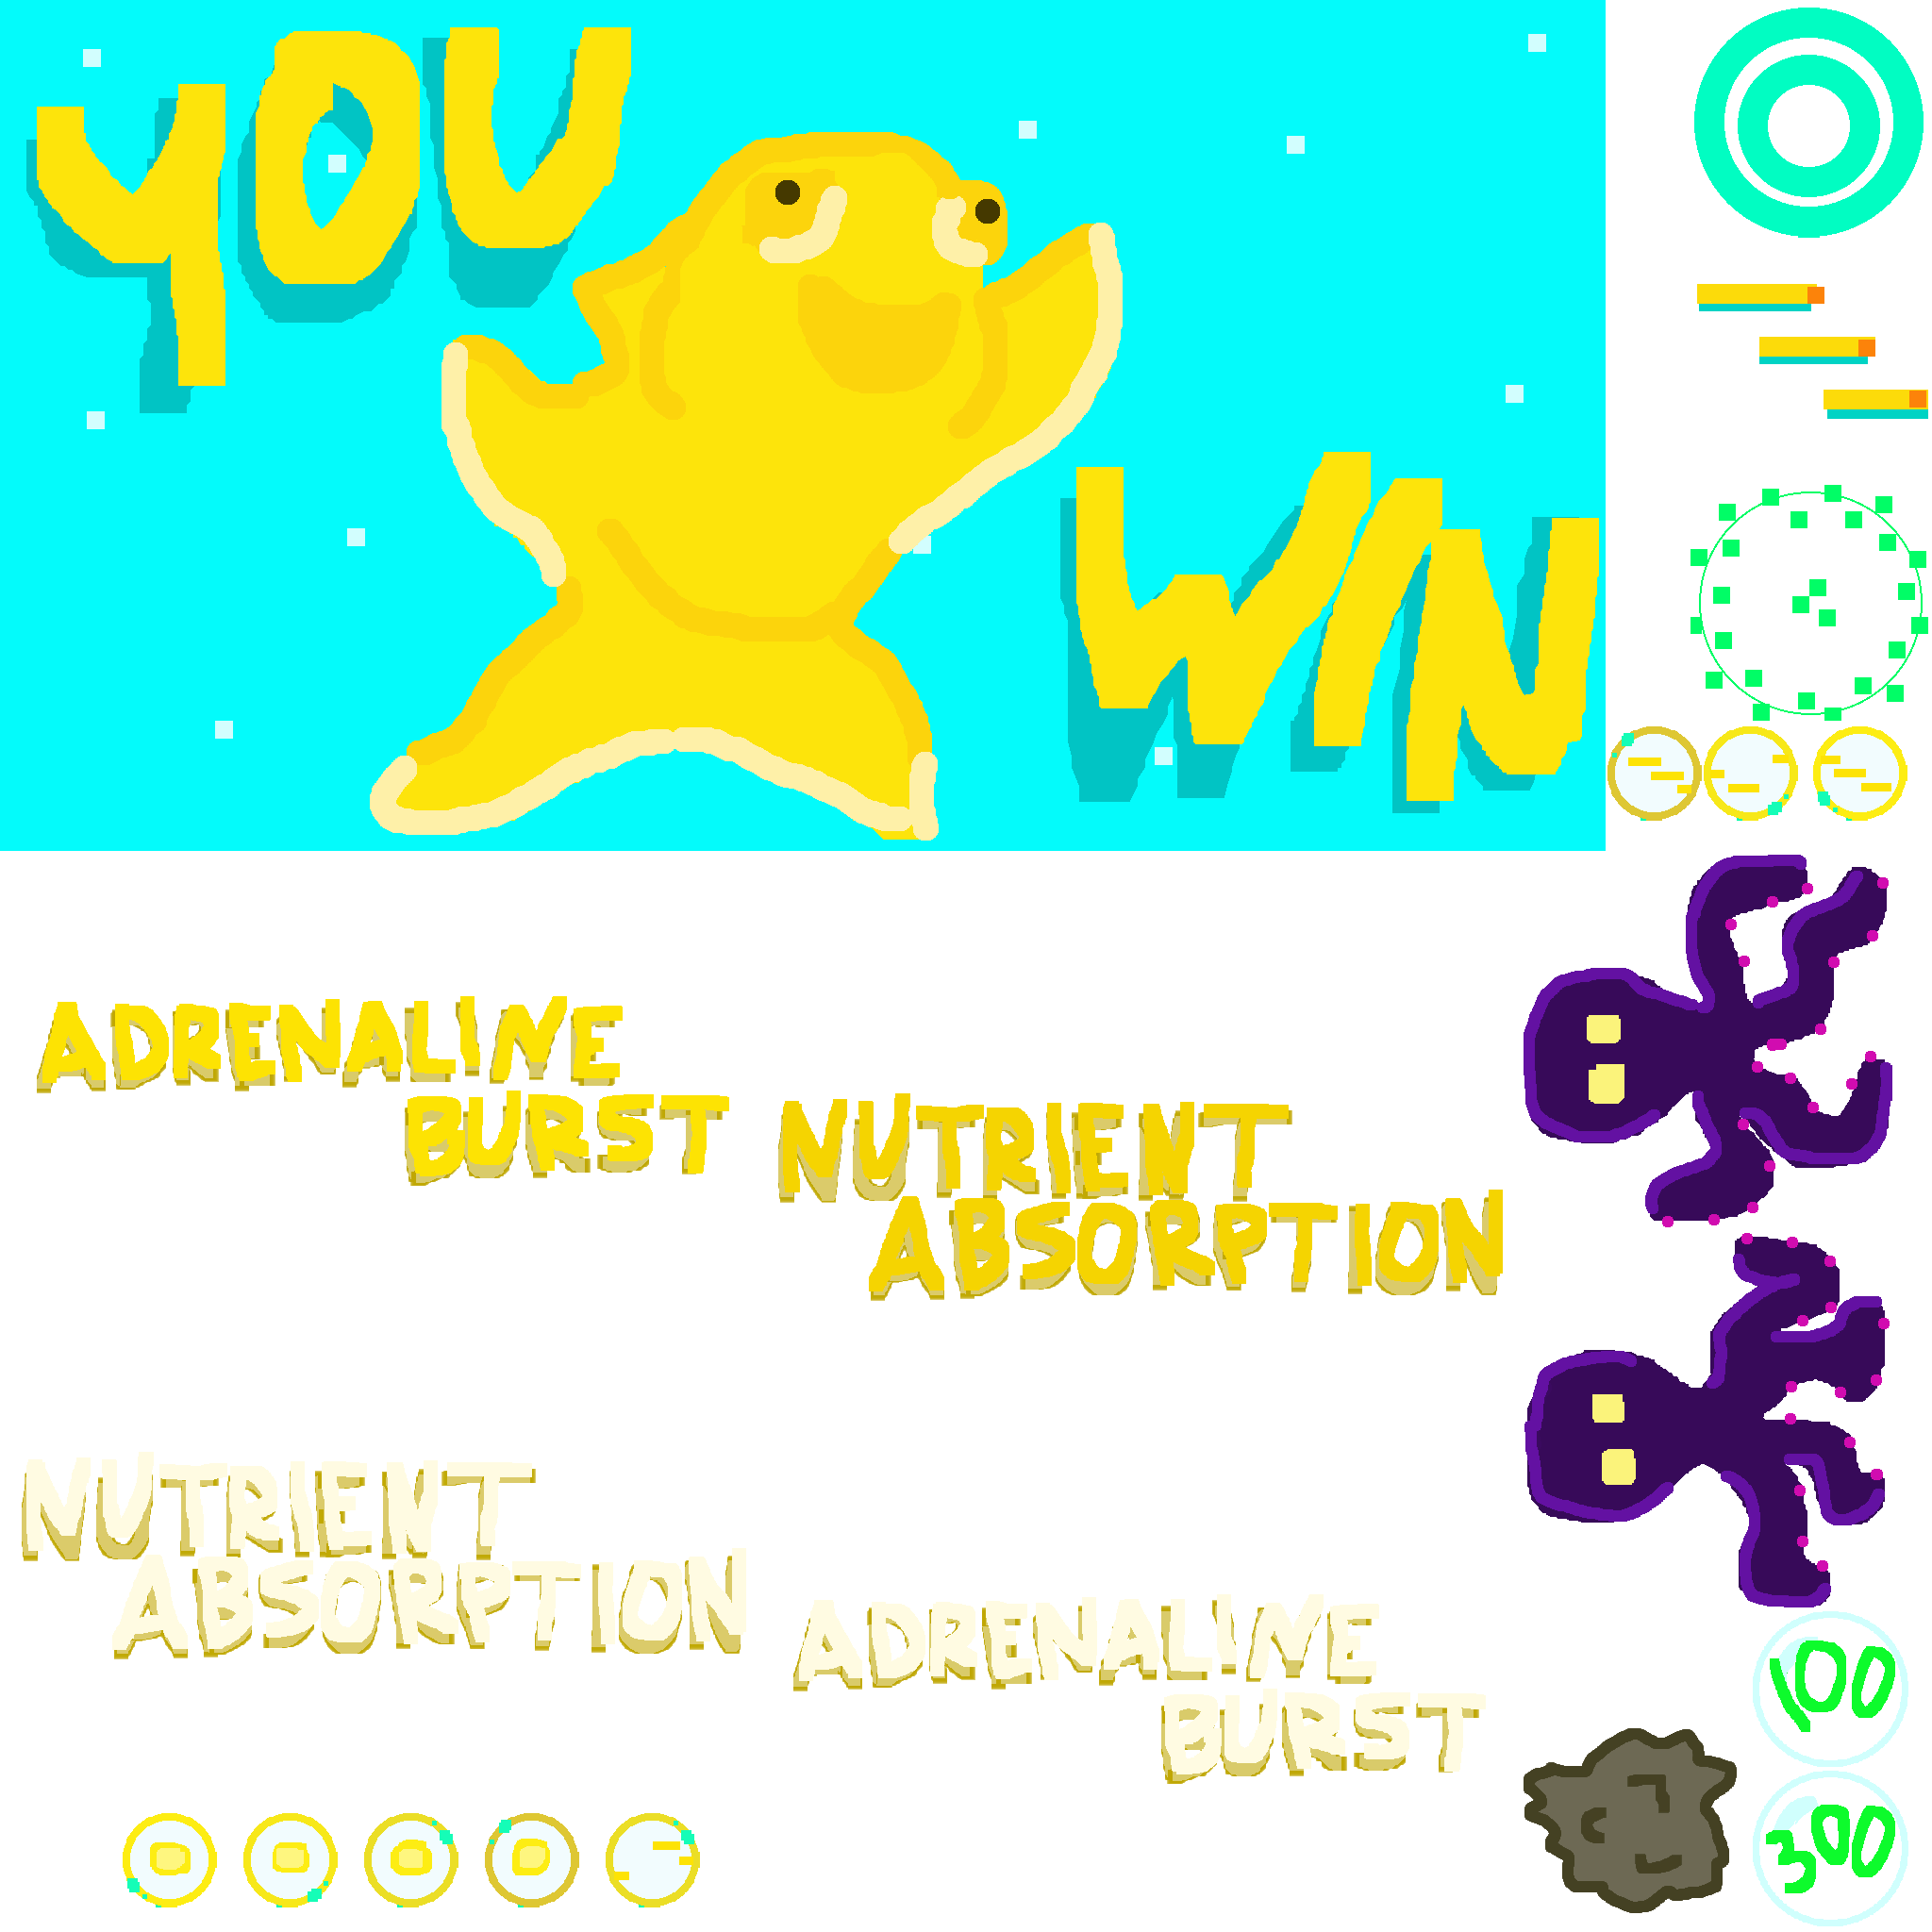 YOU
WIN
ADRENALINE
BURST
NUTRIENT
ABSORPTION
NUTRIENT
ABSORPTION
ADRENALINE
BURST
100
300